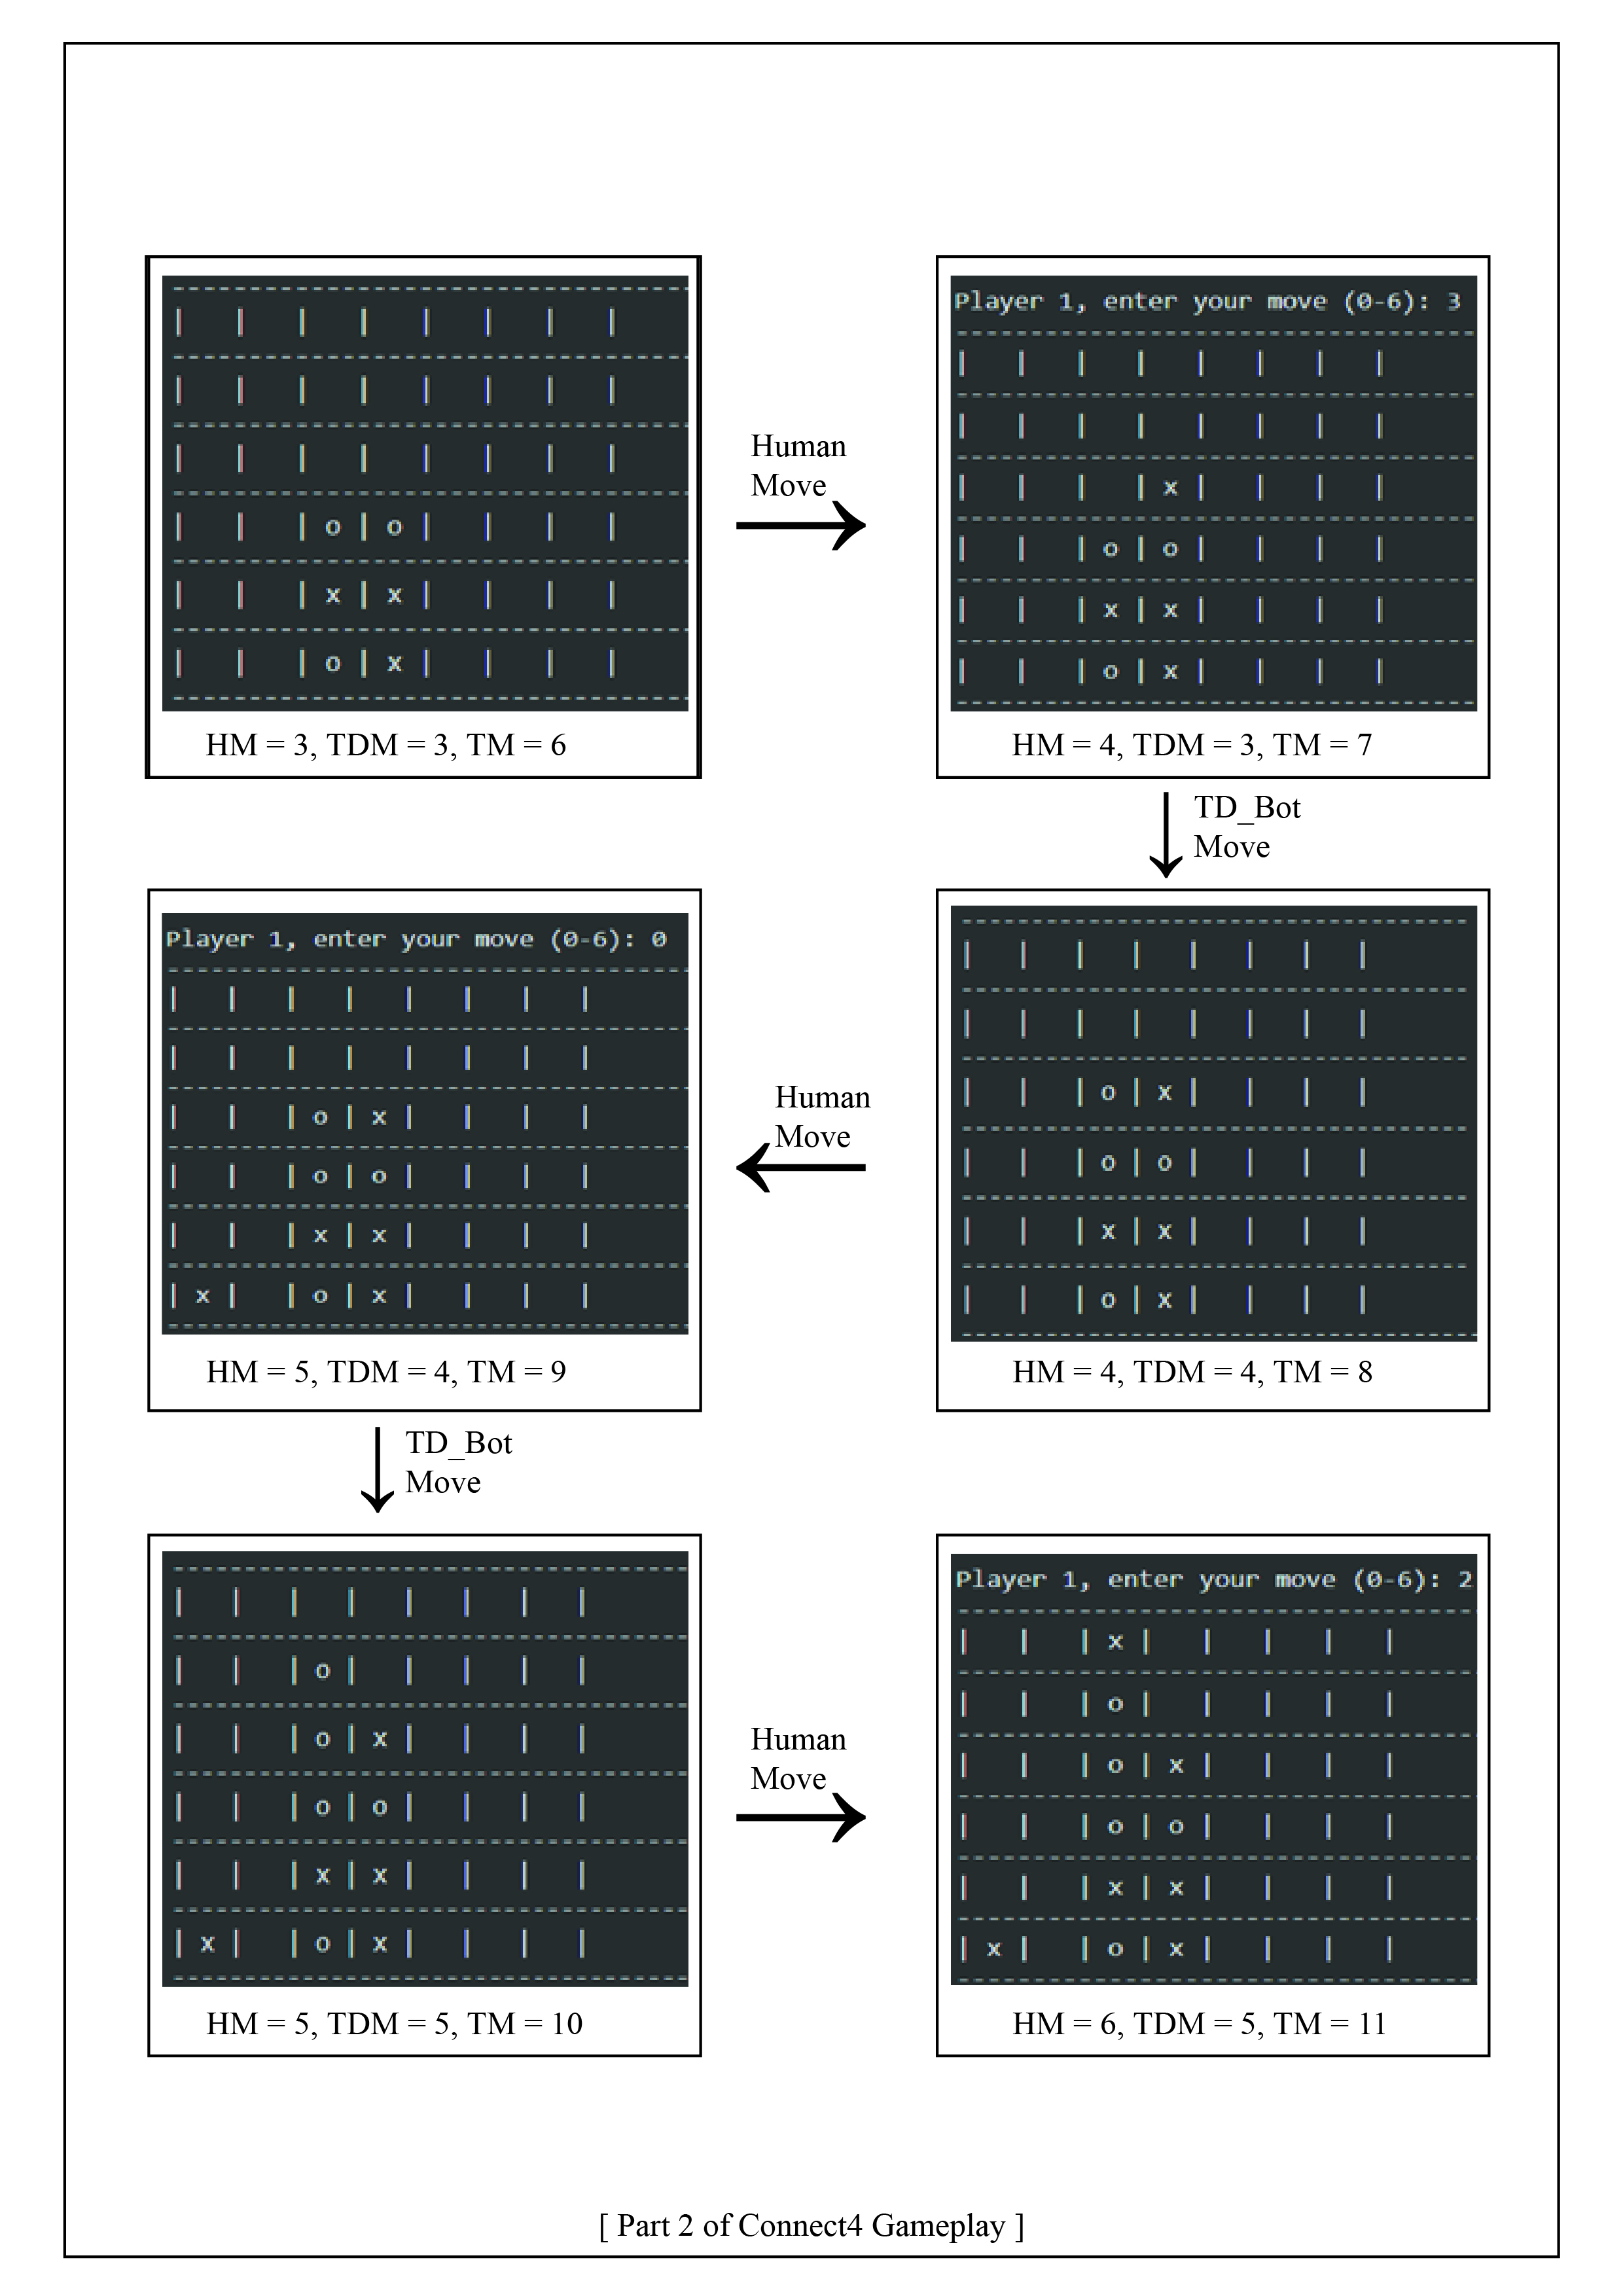 ---------------------------------
|   |   |   |   |   |   |   |
---------------------------------
|   |   |   |   |   |   |   |
---------------------------------
|   |   |   |   |   |   |   |
---------------------------------
|   |   | o | o |   |   |   |
---------------------------------
|   |   | x | x |   |   |   |
---------------------------------
|   |   | o | x |   |   |   |
---------------------------------
HM = 3, TDM = 3, TM = 6
Human
Move
Player 1, enter your move (0-6): 3
---------------------------------
|   |   |   |   |   |   |   |
---------------------------------
|   |   |   |   |   |   |   |
---------------------------------
|   |   |   | x |   |   |   |
---------------------------------
|   |   | o | o |   |   |   |
---------------------------------
|   |   | x | x |   |   |   |
---------------------------------
|   |   | o | x |   |   |   |
---------------------------------
HM = 4, TDM = 3, TM = 7
TD_Bot
Move
---------------------------------
|   |   |   |   |   |   |   |
---------------------------------
|   |   |   |   |   |   |   |
---------------------------------
|   |   | o | x |   |   |   |
---------------------------------
|   |   | o | o |   |   |   |
---------------------------------
|   |   | x | x |   |   |   |
---------------------------------
|   |   | o | x |   |   |   |
---------------------------------
HM = 4, TDM = 4, TM = 8
Human
Move
Player 1, enter your move (0-6): 0
---------------------------------
|   |   |   |   |   |   |   |
---------------------------------
|   |   |   |   |   |   |   |
---------------------------------
|   |   | o | x |   |   |   |
---------------------------------
|   |   | o | o |   |   |   |
---------------------------------
|   |   | x | x |   |   |   |
---------------------------------
| x |   | o | x |   |   |   |
---------------------------------
HM = 5, TDM = 4, TM = 9
TD_Bot
Move
---------------------------------
|   |   |   |   |   |   |   |
---------------------------------
|   |   | o |   |   |   |   |
---------------------------------
|   |   | o | x |   |   |   |
---------------------------------
|   |   | o | o |   |   |   |
---------------------------------
|   |   | x | x |   |   |   |
---------------------------------
| x |   | o | x |   |   |   |
---------------------------------
HM = 5, TDM = 5, TM = 10
Human
Move
Player 1, enter your move (0-6): 2
---------------------------------
|   |   | x |   |   |   |   |
---------------------------------
|   |   | o |   |   |   |   |
---------------------------------
|   |   | o | x |   |   |   |
---------------------------------
|   |   | o | o |   |   |   |
---------------------------------
|   |   | x | x |   |   |   |
---------------------------------
| x |   | o | x |   |   |   |
---------------------------------
HM = 6, TDM = 5, TM = 11
[ Part 2 of Connect4 Gameplay ]